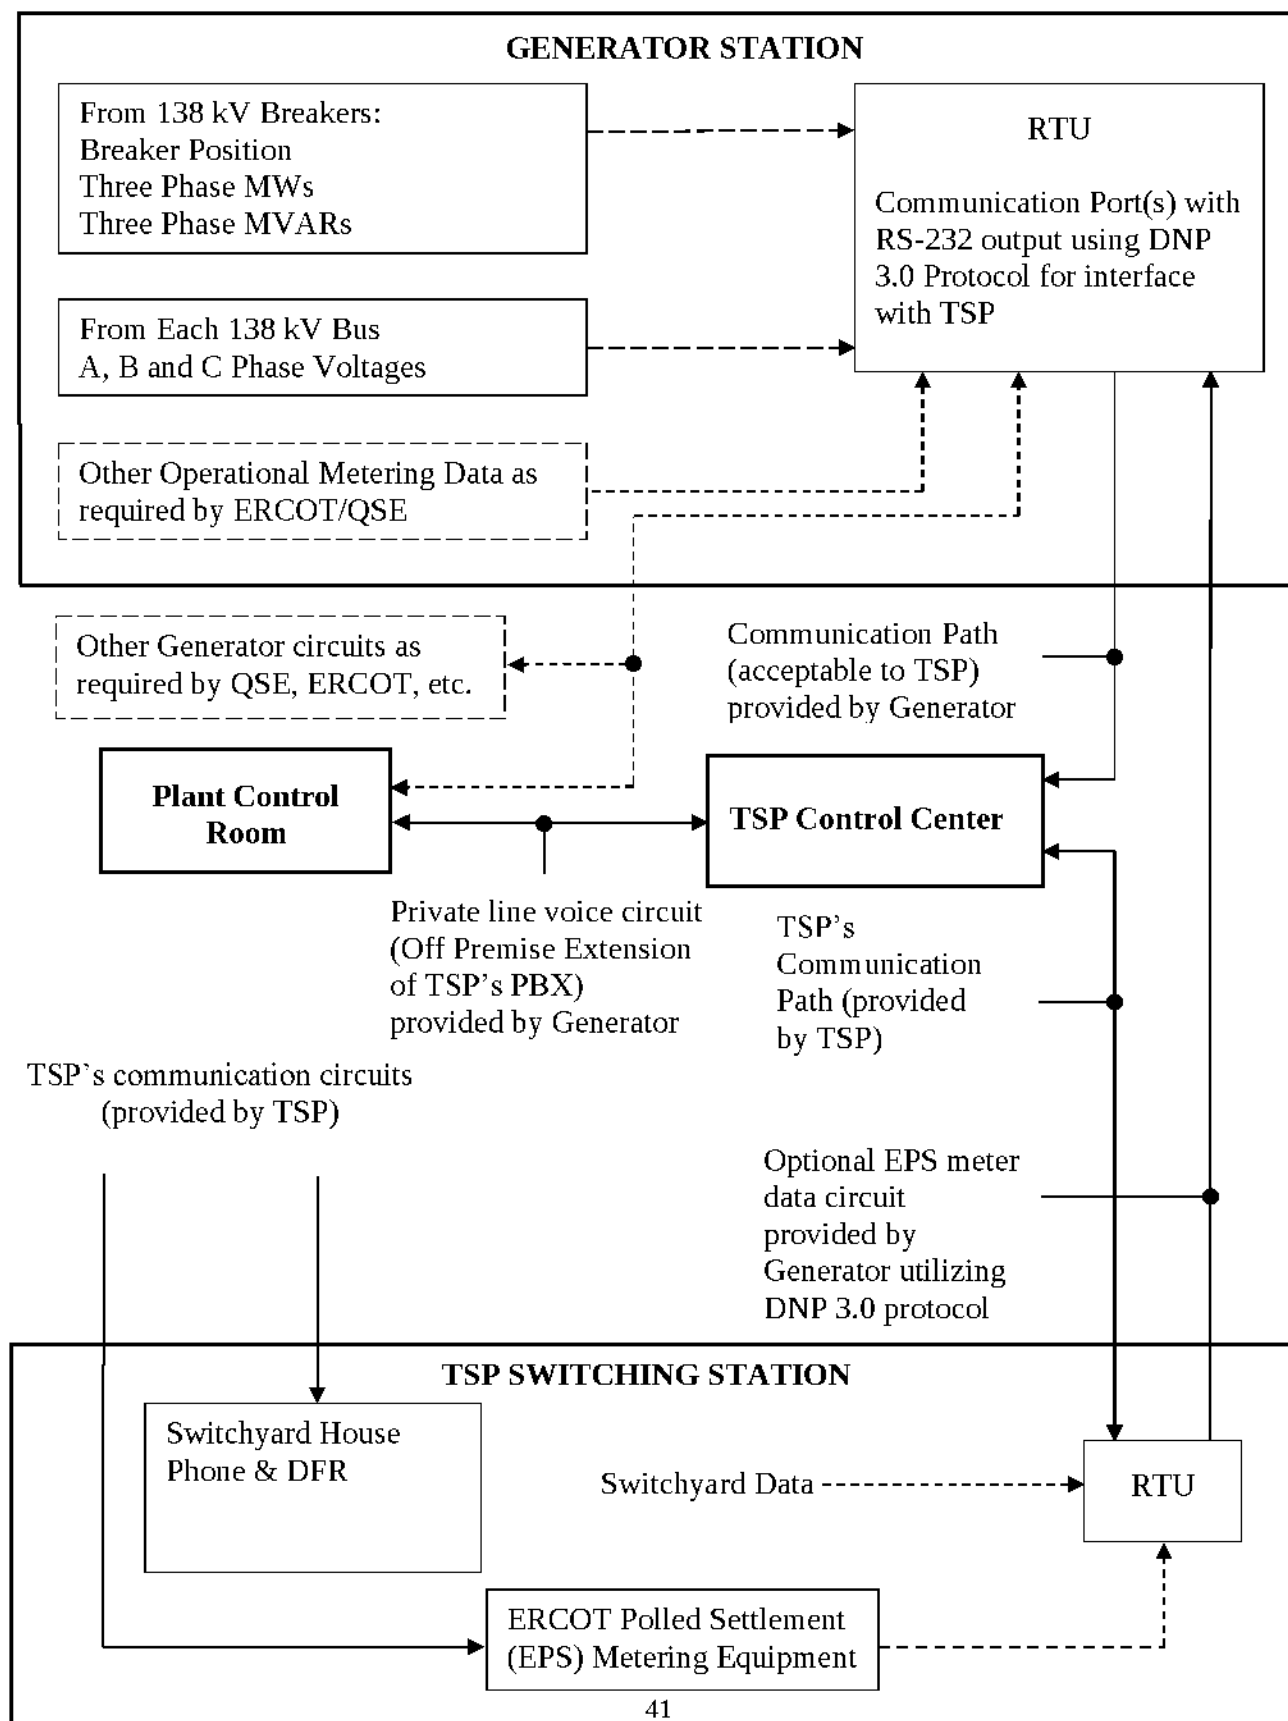 GENERATOR STATION
From 138 kV Breakers:
Breaker Position
Three Phase MWs
Three Phase MVARs
RTU
Communication Port(s) with
RS-232 output using DNP
3.0 Protocol for interface
with TSP
From Each 138 kV Bus
A, B and C Phase Voltages
Other Operational Metering Data as
required by ERCOT/QSE
Other Generator circuits as
required by QSE, ERCOT, etc.
Communication Path
(acceptable to TSP)
provided by Generator
Plant Control
Room
TSP Control Center
Private line voice circuit
(Off Premise Extension
of TSP’s PBX)
provided by Generator
TSP’s
Communication
Path (provided
by TSP)
TSP’s communication circuits
(provided by TSP)
Optional EPS meter
data circuit
provided by
Generator utilizing
DNP 3.0 protocol
TSP SWITCHING STATION
Switchyard House
Phone & DFR
Switchyard Data
RTU
ERCOT Polled Settlement
(EPS) Metering Equipment
41